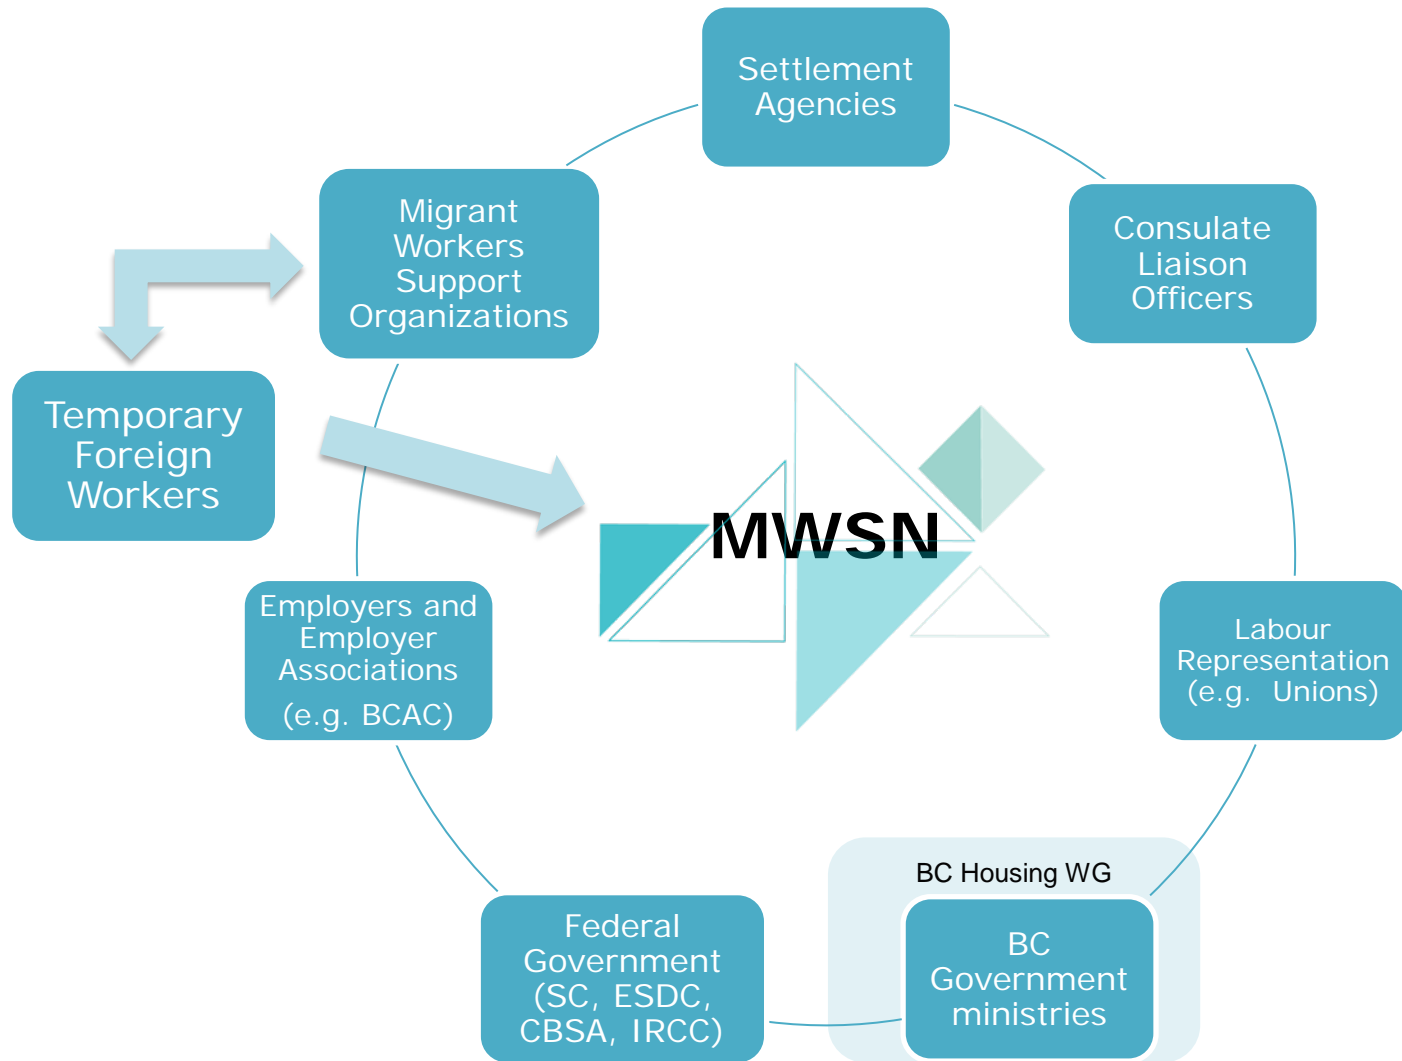 Settlement
Agencies
Migrant
Workers
Support
Organizations
Consulate
Liaison
Officers
Temporary
Foreign
Workers
MWSN
Employers and
Employer
Associations
(e.g. BCAC)
Labour
Representation
(e.g. Unions)
BC Housing WG
Federal
Government
(SC, ESDC,
CBSA, IRCC)
BC
Government
ministries